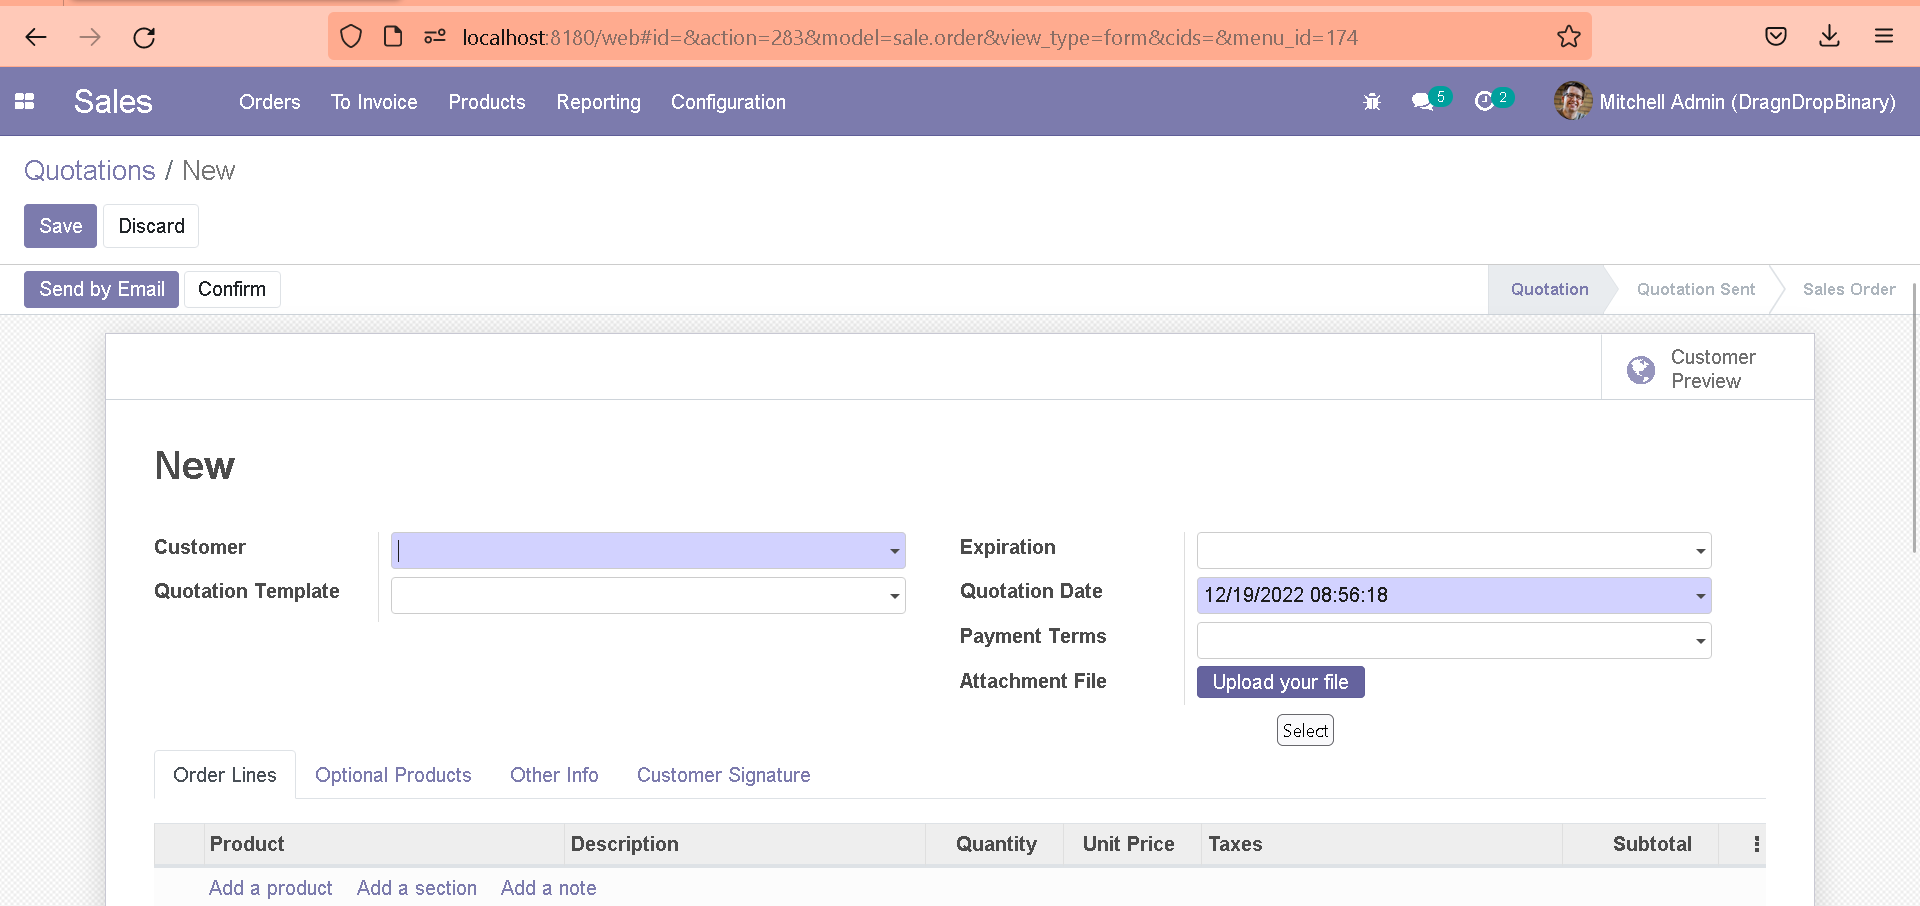 localhost:8180/web#id=&action=283&model=sale.order&view_type=form&cids=&menu_id=174
Sales Orders To Invoice Products Reporting Configuration 5 2 Mitchell Admin (DragnDropBinary)
Quotations / New
Save Discard
Send by Email Confirm Quotation Quotation Sent Sales Order
Customer
Preview
New
Customer Expiration
Quotation Template Quotation Date 12/19/2022 08:56:18
Payment Terms
Attachment File Upload your file
Select
Order Lines Optional Products Other Info Customer Signature
Product Description Quantity Unit Price Taxes Subtotal
Add a product Add a section Add a note